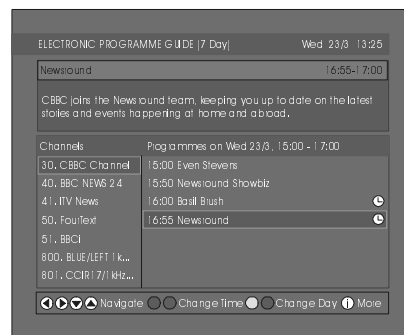 ELECTRONIC PROGRAMME GUIDE |7 Day| Wed 23/3 13:25
Newsround 16:55-17:00
CBBC joins the Newsround team, keeping you up to date on the latest
stories and events happening at home and abroad.
Channels Programmes on Wed 23/3, 15:00 - 17:00
30. CBBC Channel 15:00 Even Stevens
40. BBC NEWS 24 15:50 Newsround Showbiz
41. ITV News 16:00 Basil Brush
50. FourText 16:55 Newsround
51. BBCi
800. BLUE/LEFT 1k...
801. CCIR17/1kHz...
Navigate Change Time Change Day i More